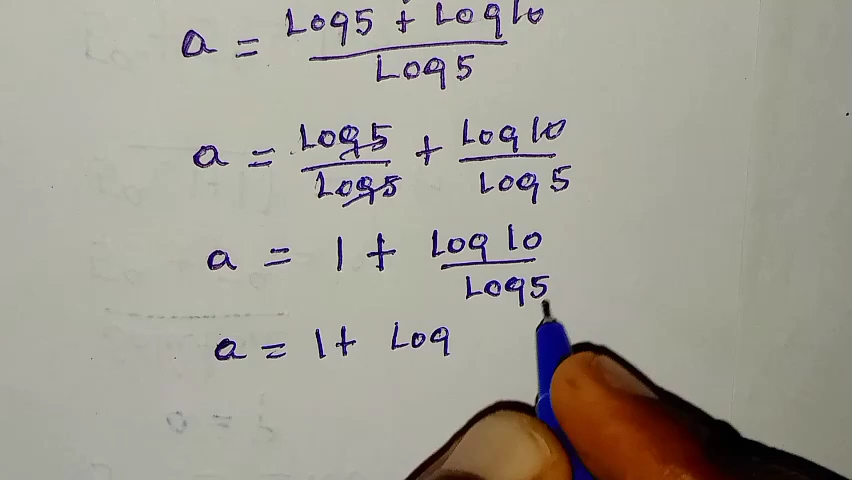 a = Log5 + Log10 / Log5
a = Log5 / Log5 + Log10 / Log5
a = 1 + Log10 / Log5
a = 1 + Log